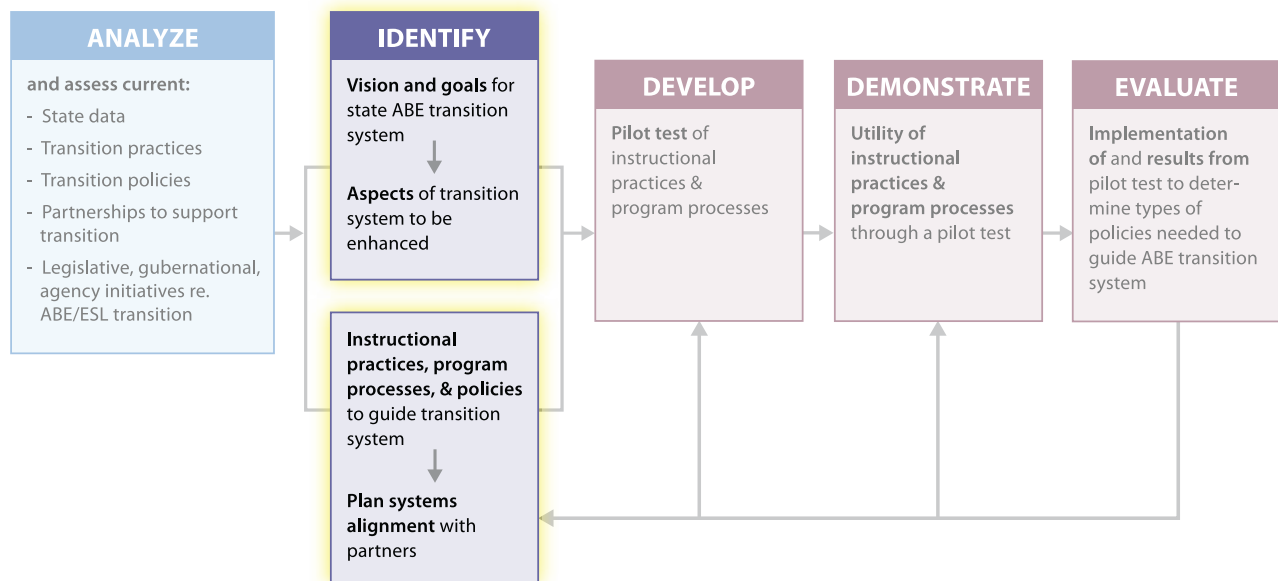 ANALYZE
and assess current:
- State data
- Transition practices
- Transition policies
- Partnerships to support
transition
- Legislative, gubernational,
agency initiatives re.
ABE/ESL transition
IDENTIFY
Vision and goals for
state ABE transition
system
Aspects of transition
system to be
enhanced
Instructional
practices, program
processes, & policies
to guide transition
system
Plan systems
alignment with
partners
DEVELOP
Pilot test of
instructional
practices &
program processes
DEMONSTRATE
Utility of
instructional
practices &
program processes
through a pilot test
EVALUATE
Implementation
of and results from
pilot test to deter-
mine types of
policies needed to
guide ABE transition
system